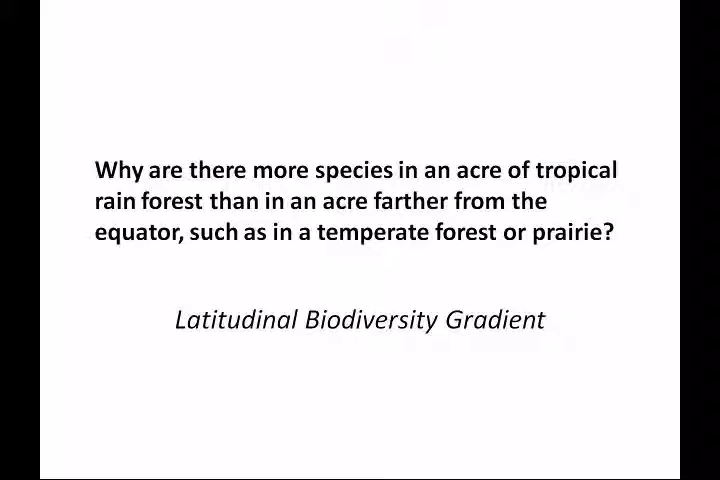 Why are there more species in an acre of tropical
rain forest than in an acre farther from the
equator, such as in a temperate forest or prairie?
Latitudinal Biodiversity Gradient